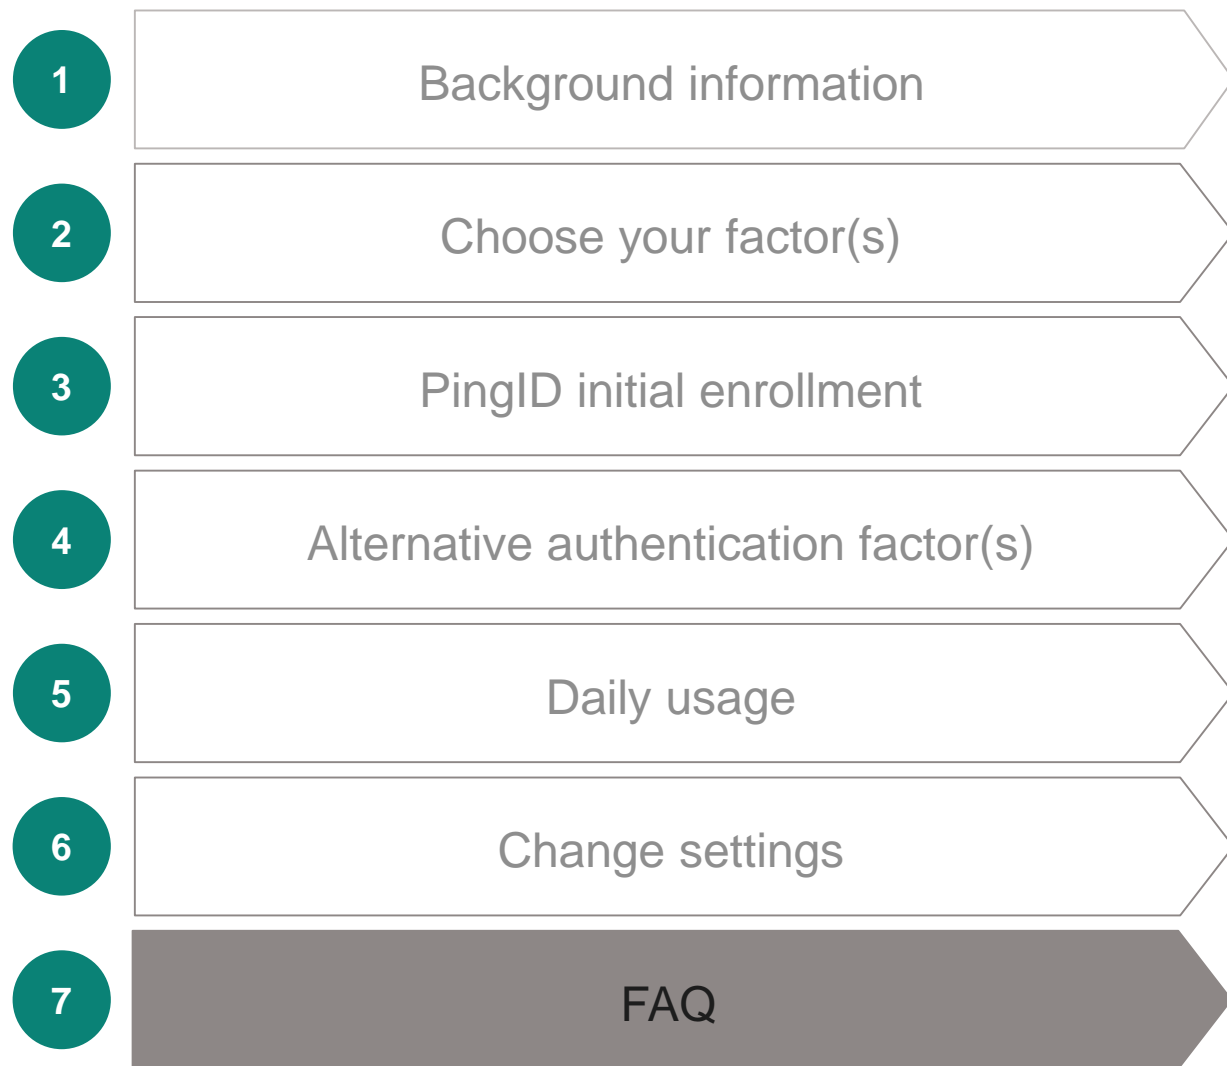 1
Background information
2
Choose your factor(s)
3
PingID initial enrollment
4
Alternative authentication factor(s)
5
Daily usage
6
Change settings
7
FAQ